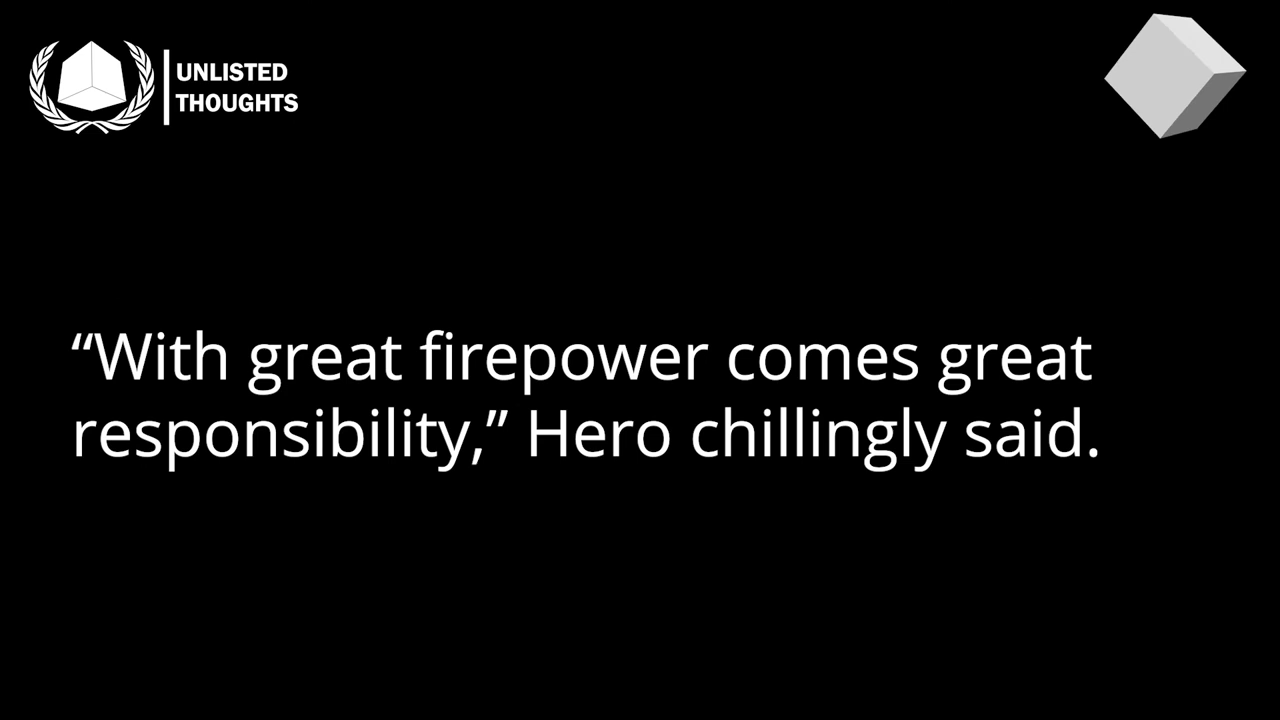 UNLISTED
THOUGHTS
“With great firepower comes great
responsibility,” Hero chillingly said.